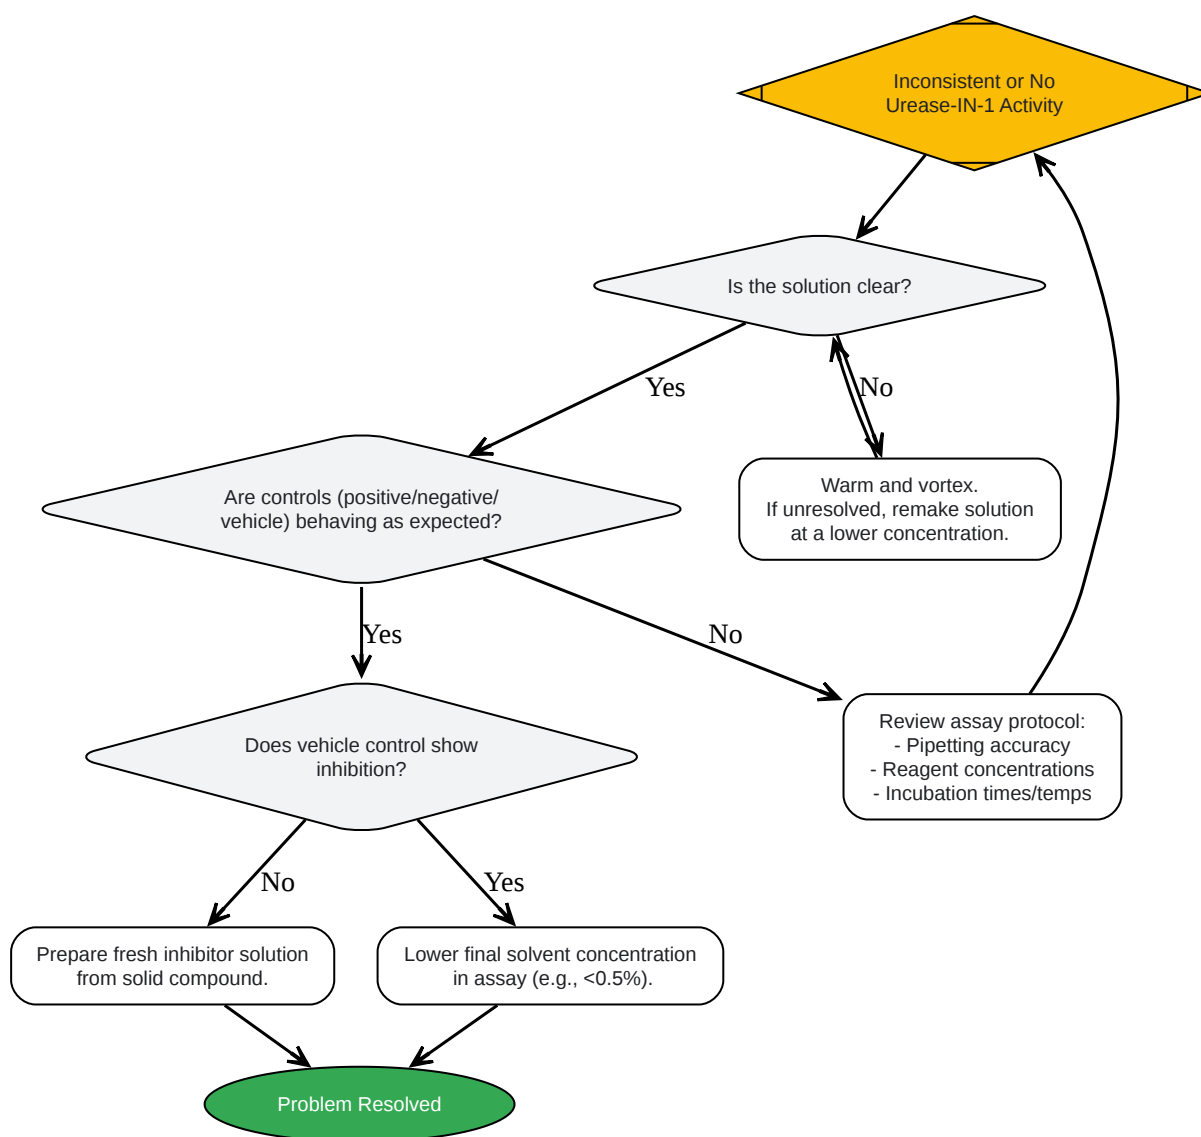 Inconsistent or No
Urease-IN-1 Activity
Is the solution clear?
Yes
No
Are controls (positive/negative/
vehicle) behaving as expected?
Warm and vortex.
If unresolved, remake solution
at a lower concentration.
Yes
No
Does vehicle control show
inhibition?
Review assay protocol:
- Pipetting accuracy
- Reagent concentrations
- Incubation times/temps
No
Yes
Prepare fresh inhibitor solution
from solid compound.
Lower final solvent concentration
in assay (e.g., <0.5%).
Problem Resolved